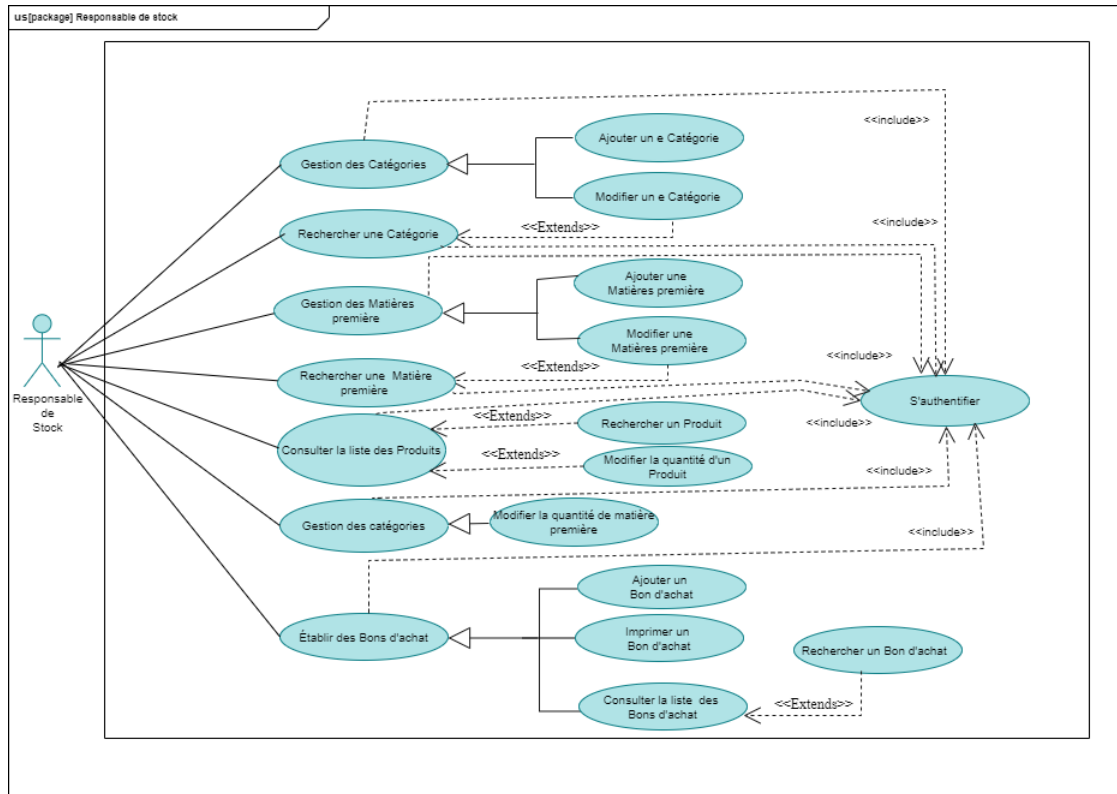 us[package] Responsable de stock
<<include>>
Ajouter un e Catégorie
Gestion des Catégories
Modifier un e Catégorie
<<Extends>>
<<include>>
Rechercher une Catégorie
Ajouter une
Matières première
Gestion des Matières
première
Modifier une
Matières première
<<include>>
<<Extends>>
Rechercher une Matière
première
S'authentifier
Responsable
de
Stock
<<Extends>>
Rechercher un Produit
<<include>>
Consulter la liste des Produits
<<Extends>>
Modifier la quantité d'un
Produit
<<include>>
Modifier la quantité de matière
première
Gestion des catégories
<<include>>
Ajouter un
Bon d'achat
Établir des Bons d'achat
Imprimer un
Bon d'achat
Rechercher un Bon d'achat
Consulter la liste des
Bons d'achat
<<Extends>>